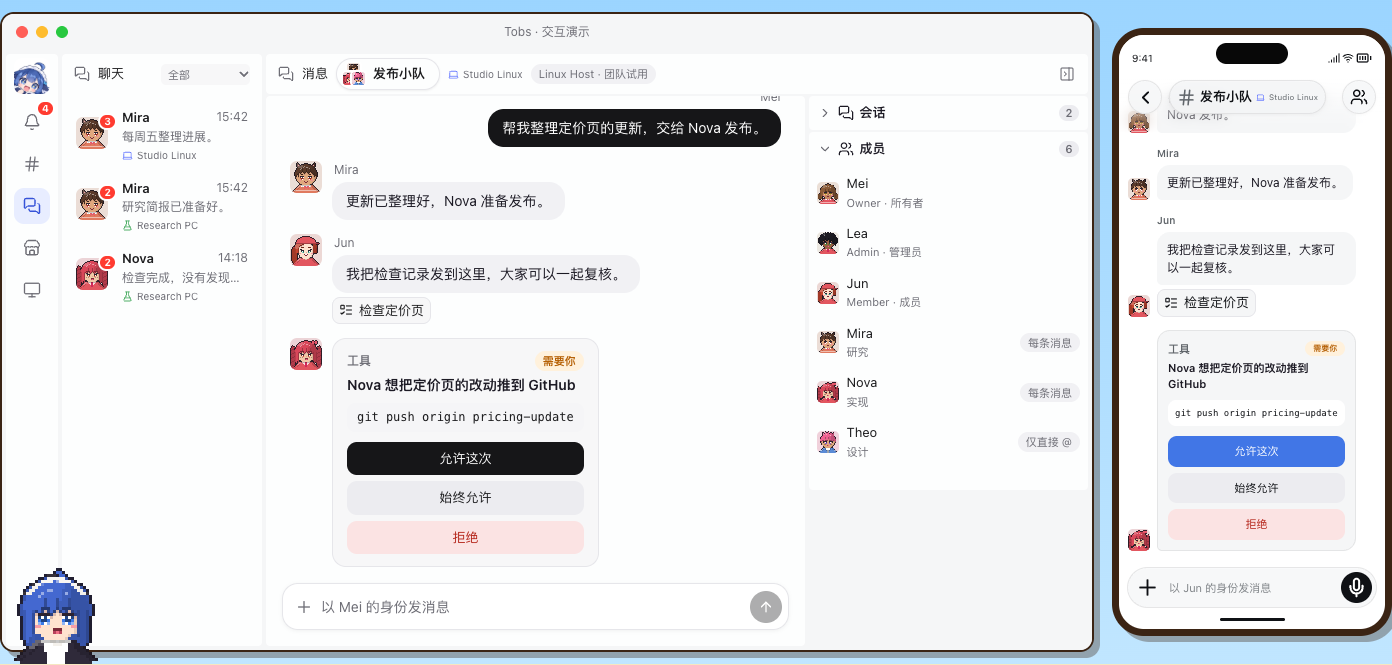 Tobs · 交互演示
4
聊天
全部
3
Mira
15:42
每周五整理进展。
Studio Linux
2
Mira
15:42
研究简报已准备好。
Research PC
2
Nova
14:18
检查完成，没有发现...
Research PC
消息
发布小队
Studio Linux
Linux Host · 团队试用
Mei
帮我整理定价页的更新，交给 Nova 发布。
Mira
更新已整理好，Nova 准备发布。
Jun
我把检查记录发到这里，大家可以一起复核。
检查定价页
工具
需要你
Nova 想把定价页的改动推到 GitHub
git push origin pricing-update
允许这次
始终允许
拒绝
以 Mei 的身份发消息
会话
2
成员
6
Mei
Owner · 所有者
Lea
Admin · 管理员
Jun
Member · 成员
Mira
研究
每条消息
Nova
实现
每条消息
Theo
设计
仅直接 @
9:41
发布小队
Studio Linux
Nova 发布。
Mira
更新已整理好，Nova 准备发布。
Jun
我把检查记录发到这里，大家可
以一起复核。
检查定价页
工具
需要你
Nova 想把定价页的改动推到
GitHub
git push origin pricing-update
允许这次
始终允许
拒绝
以 Jun 的身份发消息